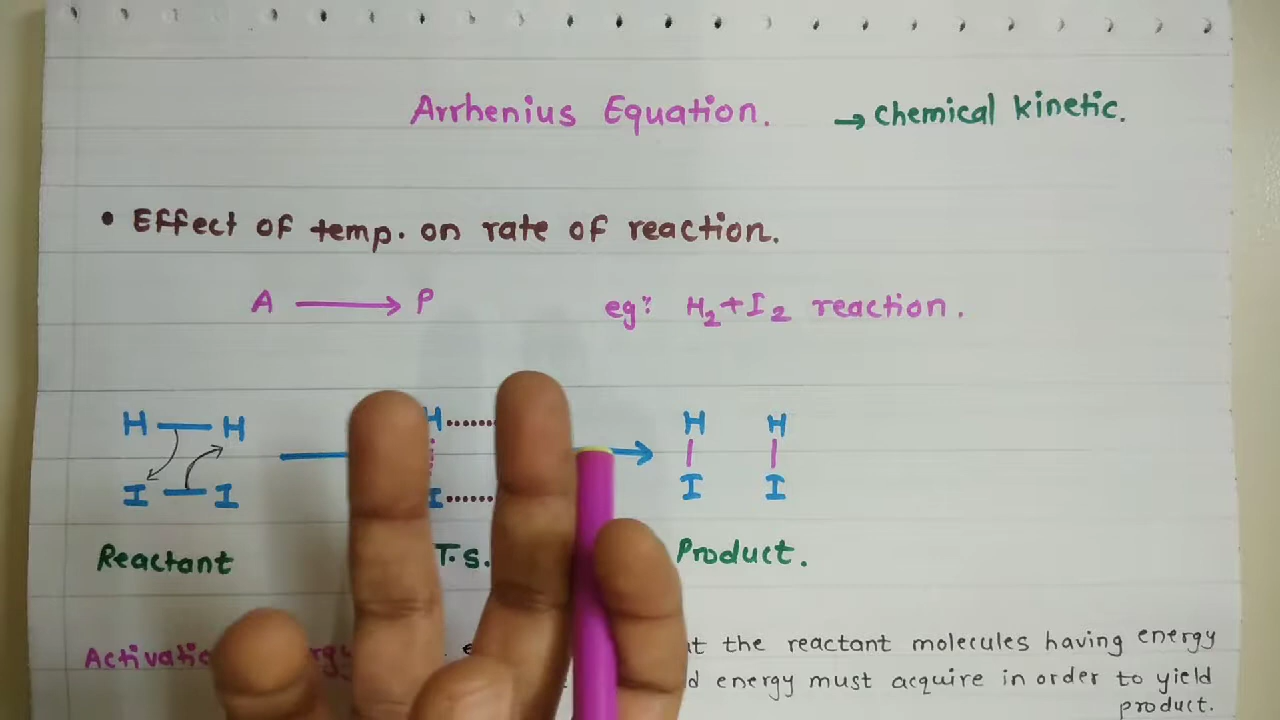 Arrhenius Equation. → Chemical kinetic.
• Effect of temp. on rate of reaction.
A → P eg: H₂+I₂ reaction.
H — H H ...... → H H
I — I I ...... I I
Reactant T.S. Product.
the reactant molecules having energy
energy must acquire in order to yield
product.